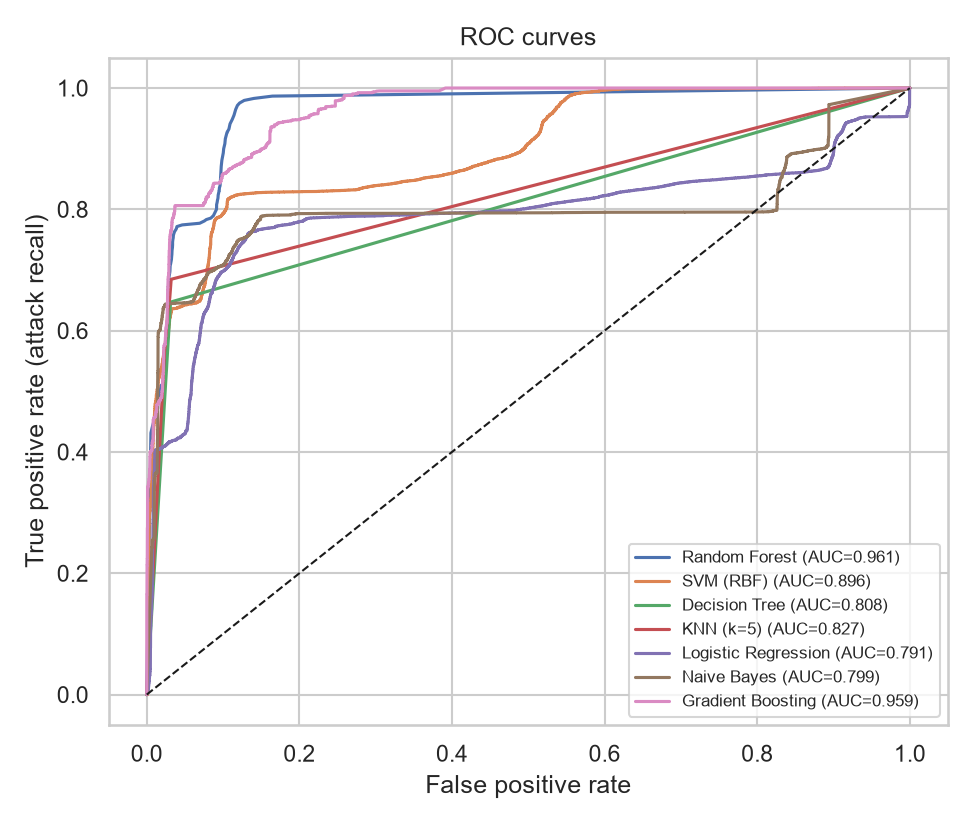 ROC curves
True positive rate (attack recall)
1.0
0.8
0.6
0.4
0.2
0.0
0.0 0.2 0.4 0.6 0.8 1.0
False positive rate
Random Forest (AUC=0.961)
SVM (RBF) (AUC=0.896)
Decision Tree (AUC=0.808)
KNN (k=5) (AUC=0.827)
Logistic Regression (AUC=0.791)
Naive Bayes (AUC=0.799)
Gradient Boosting (AUC=0.959)